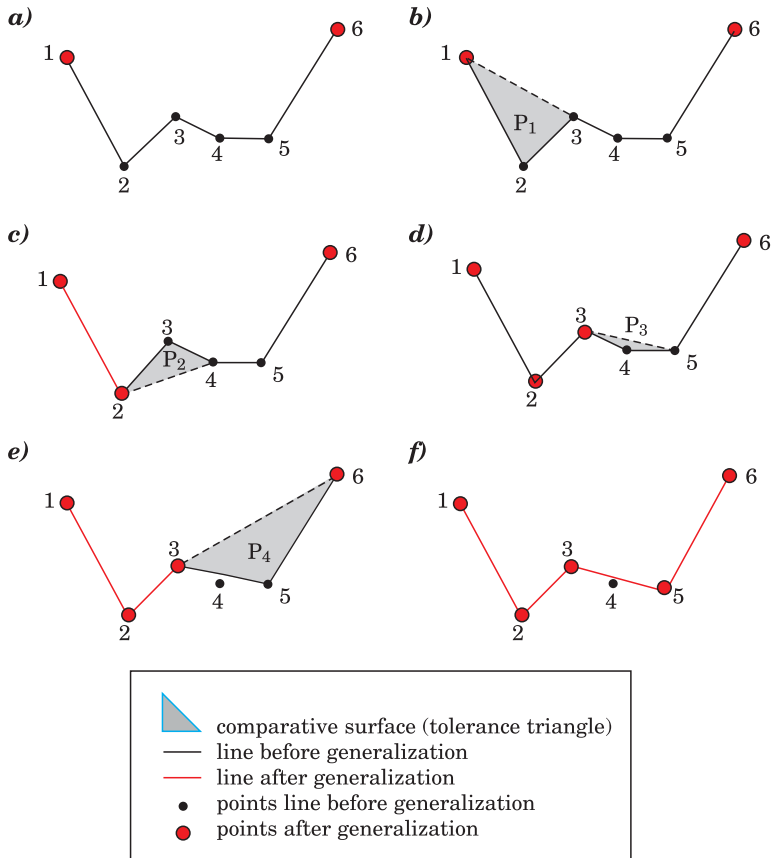 a)
1
2
3
4
5
6
b)
1
2
3
4
5
6
P1
c)
1
2
3
4
5
6
P2
d)
1
2
3
4
5
6
P3
e)
1
2
3
4
5
6
P4
f)
1
2
3
4
5
6
comparative surface (tolerance triangle)
line before generalization
line after generalization
points line before generalization
points after generalization